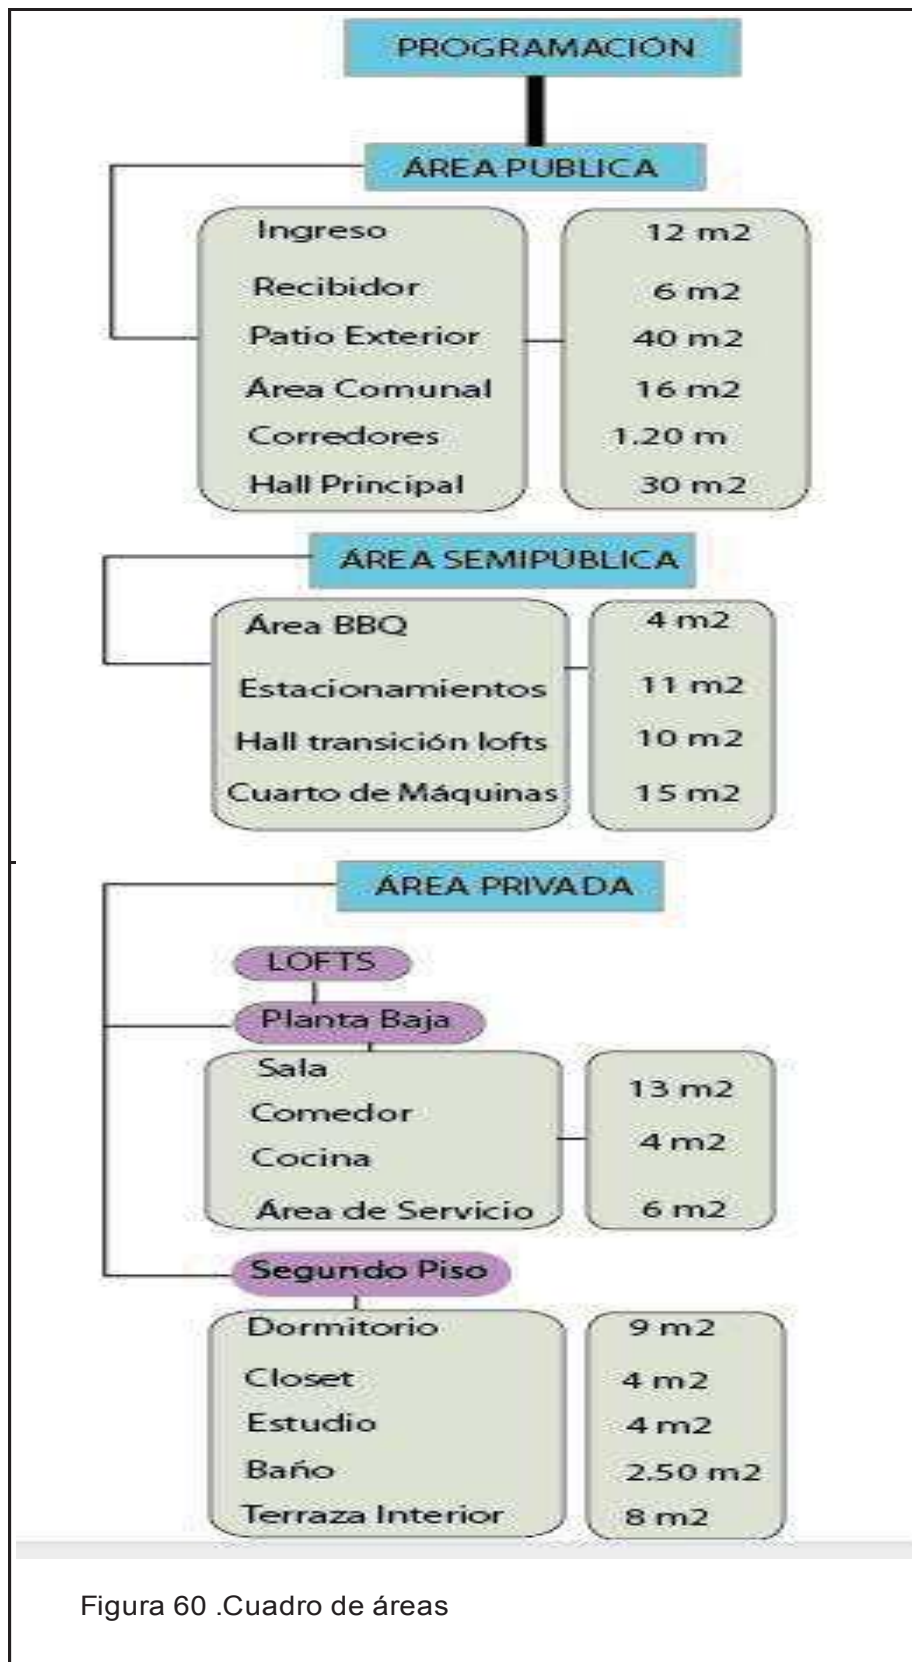 PROGRAMACIÓN
ÁREA PUBLICA
Ingreso 12 m2
Recibidor 6 m2
Patio Exterior 40 m2
Área Comunal 16 m2
Corredores 1.20 m
Hall Principal 30 m2
ÁREA SEMIPÚBLICA
Área BBQ 4 m2
Estacionamientos 11 m2
Hall transición lofts 10 m2
Cuarto de Máquinas 15 m2
ÁREA PRIVADA
LOFTS
Planta Baja
Sala
13 m2
Comedor
4 m2
Cocina
Área de Servicio 6 m2
Segundo Piso
Dormitorio 9 m2
Closet 4 m2
Estudio 4 m2
Baño 2.50 m2
Terraza Interior 8 m2
Figura 60 .Cuadro de áreas